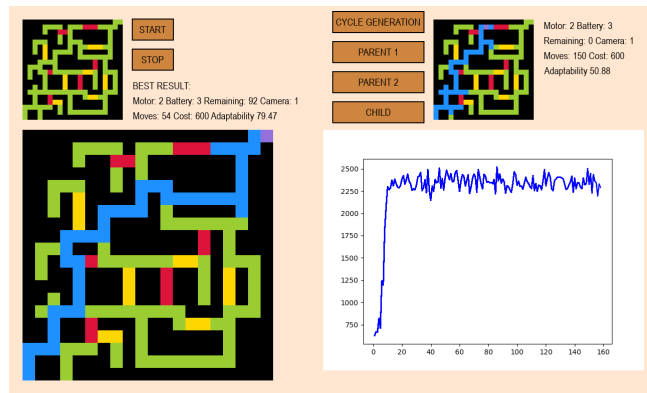 START
STOP
BEST RESULT:
Motor: 2 Battery: 3 Remaining: 92 Camera: 1
Moves: 54 Cost: 600 Adaptability 79.47
CYCLE GENERATION
PARENT 1
PARENT 2
CHILD
Motor: 2 Battery: 3
Remaining: 0 Camera: 1
Moves: 150 Cost: 600
Adaptability 50.88
2500
2250
2000
1750
1500
1250
1000
750
0 20 40 60 80 100 120 140 160